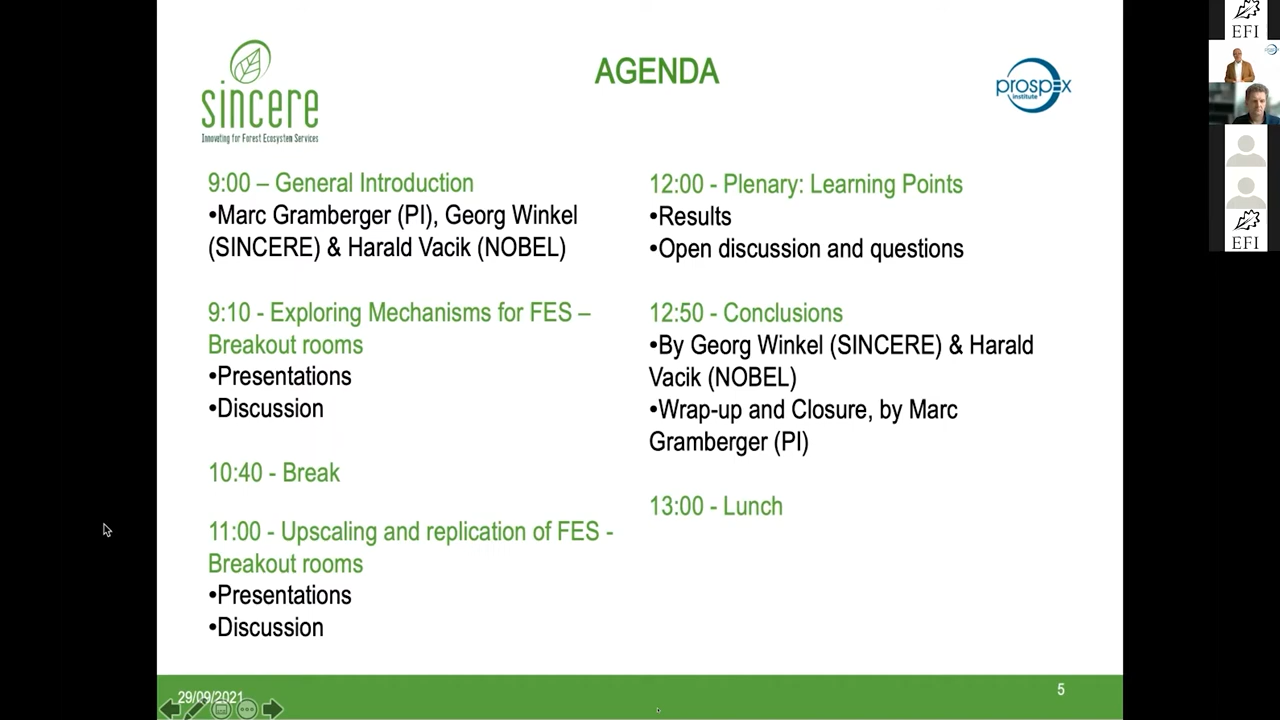 sincere
Innovating for Forest Ecosystem Services
AGENDA
prospex
institute
9:00 – General Introduction
•Marc Gramberger (PI), Georg Winkel
(SINCERE) & Harald Vacik (NOBEL)
9:10 - Exploring Mechanisms for FES –
Breakout rooms
•Presentations
•Discussion
10:40 - Break
11:00 - Upscaling and replication of FES -
Breakout rooms
•Presentations
•Discussion
12:00 - Plenary: Learning Points
•Results
•Open discussion and questions
12:50 - Conclusions
•By Georg Winkel (SINCERE) & Harald
Vacik (NOBEL)
•Wrap-up and Closure, by Marc
Gramberger (PI)
13:00 - Lunch
29/09/2021
5
EFI
EFI